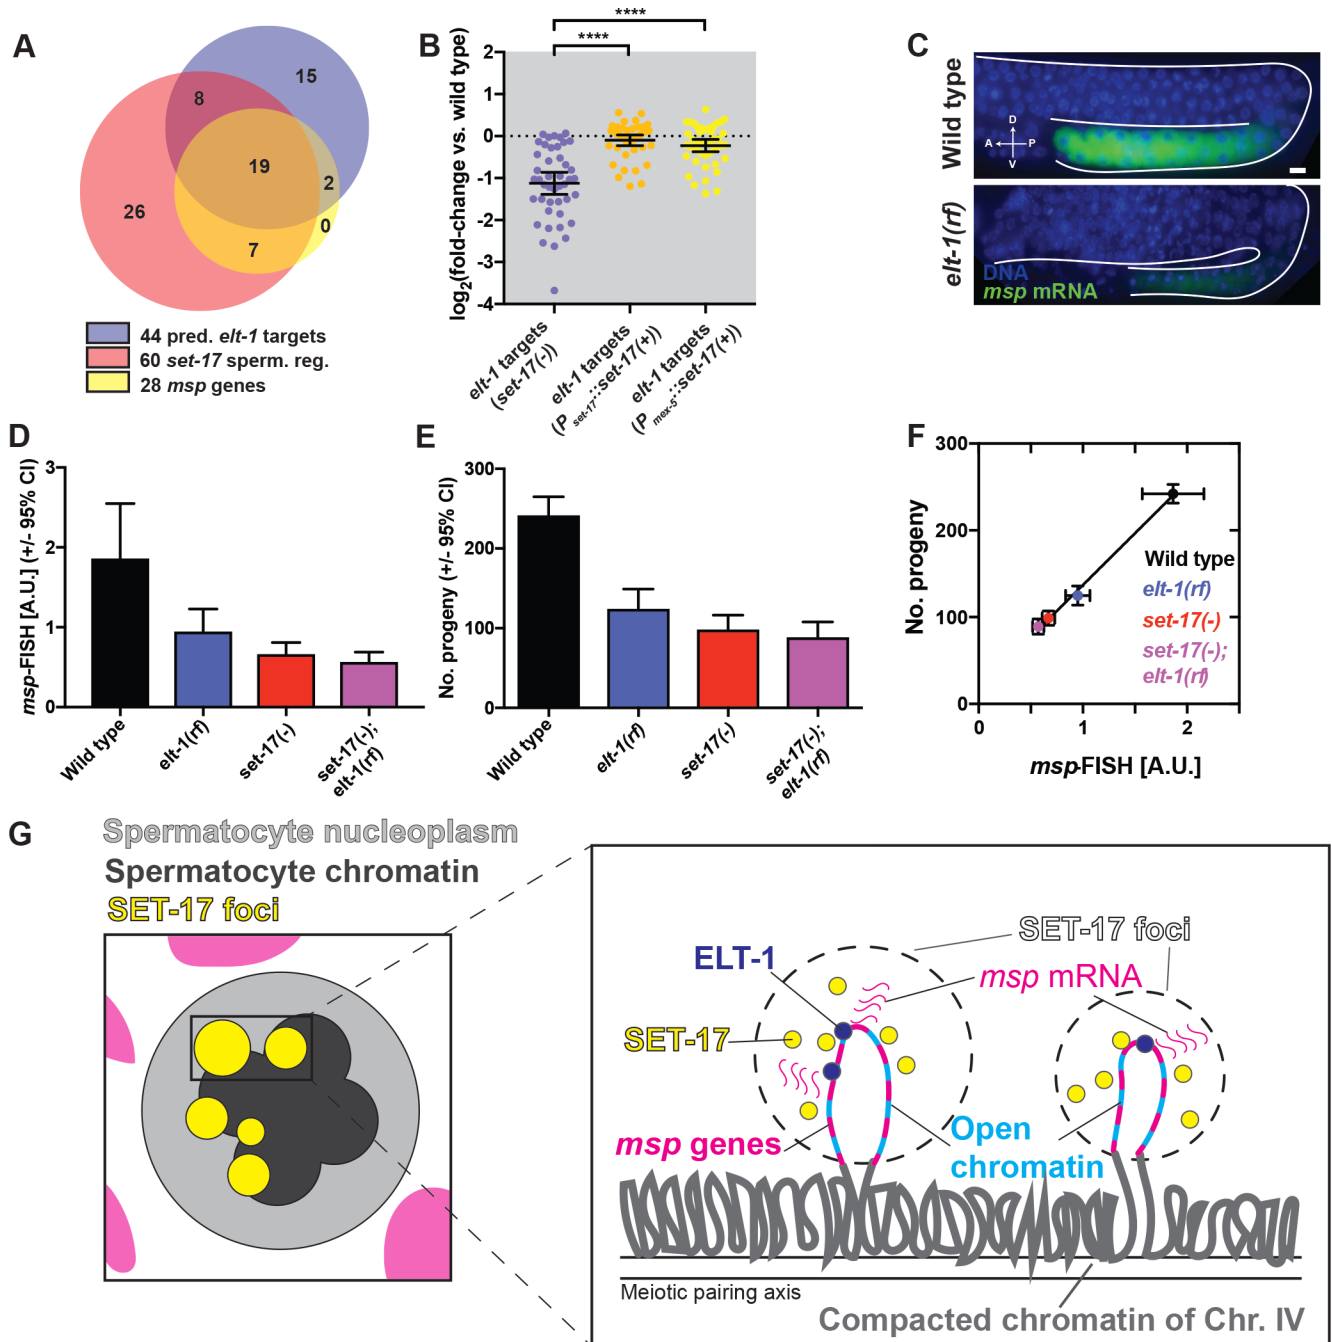 A
15
8
19
2
26
0
7
44 pred. elt-1 targets
60 set-17 sperm. reg.
28 msp genes
B
****
****
log2(fold-change vs. wild type)
2
1
0
-1
-2
-3
-4
elt-1 targets
(set-17(-))
elt-1 targets
(P set-17::set-17(+))
elt-1 targets
(P mex-5::set-17(+))
C
Wild type
D
A
P
V
elt-1(rf)
DNA
msp mRNA
D
msp-FISH [A.U.] (+/- 95% CI)
3
2
1
0
Wild type
elt-1(rf)
set-17(-)
set-17(-);
elt-1(rf)
E
No. progeny (+/- 95% CI)
300
200
100
0
Wild type
elt-1(rf)
set-17(-)
set-17(-);
elt-1(rf)
F
No. progeny
300
200
100
0
0
1
2
Wild type
elt-1(rf)
set-17(-)
set-17(-);
elt-1(rf)
msp-FISH [A.U.]
G
Spermatocyte nucleoplasm
Spermatocyte chromatin
SET-17 foci
SET-17 foci
ELT-1
msp mRNA
SET-17
msp genes
Open
chromatin
Meiotic pairing axis
Compacted chromatin of Chr. IV